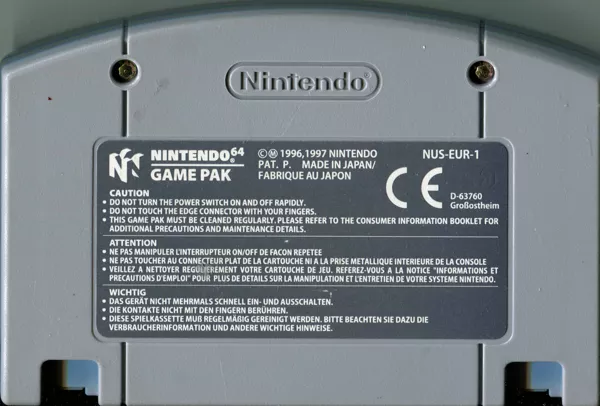 Nintendo®
NINTENDO⁶⁴
GAME PAK
©Ⓜ 1996,1997 NINTENDO
PAT. P. MADE IN JAPAN/
FABRIQUE AU JAPON
NUS-EUR-1
CE
D-63760
Großostheim
CAUTION
• DO NOT TURN THE POWER SWITCH ON AND OFF RAPIDLY.
• DO NOT TOUCH THE EDGE CONNECTOR WITH YOUR FINGERS.
• THIS GAME PAK MUST BE CLEANED REGULARLY. PLEASE REFER TO THE CONSUMER INFORMATION BOOKLET FOR
ADDITIONAL PRECAUTIONS AND MAINTENANCE DETAILS.
ATTENTION
• NE PAS MANIPULER L'INTERRUPTEUR ON/OFF DE FACON REPETEE
• NE PAS TOUCHER AU CONNECTEUR PLAT DE LA CARTOUCHE NI A LA PRISE METALLIQUE INTERIEURE DE LA CONSOLE
• VEILLEZ A NETTOYER REGULIEREMENT VOTRE CARTOUCHE DE JEU. REFEREZ-VOUS A LA NOTICE "INFORMATIONS ET
PRECAUTIONS D'EMPLOI" POUR PLUS DE DETAILS SUR LA MANIPULATION ET L'ENTRETIEN DE VOTRE SYSTEME NINTENDO.
WICHTIG
• DAS GERÄT NICHT MEHRMALS SCHNELL EIN- UND AUSSCHALTEN.
• DIE KONTAKTE NICHT MIT DEN FINGERN BERÜHREN.
• DIESE SPIELKASSETTE MUß REGELMÄßIG GEREINIGT WERDEN. BITTE BEACHTEN SIE DAZU DIE
VERBRAUCHERINFORMATION UND ANDERE WICHTIGE HINWEISE.